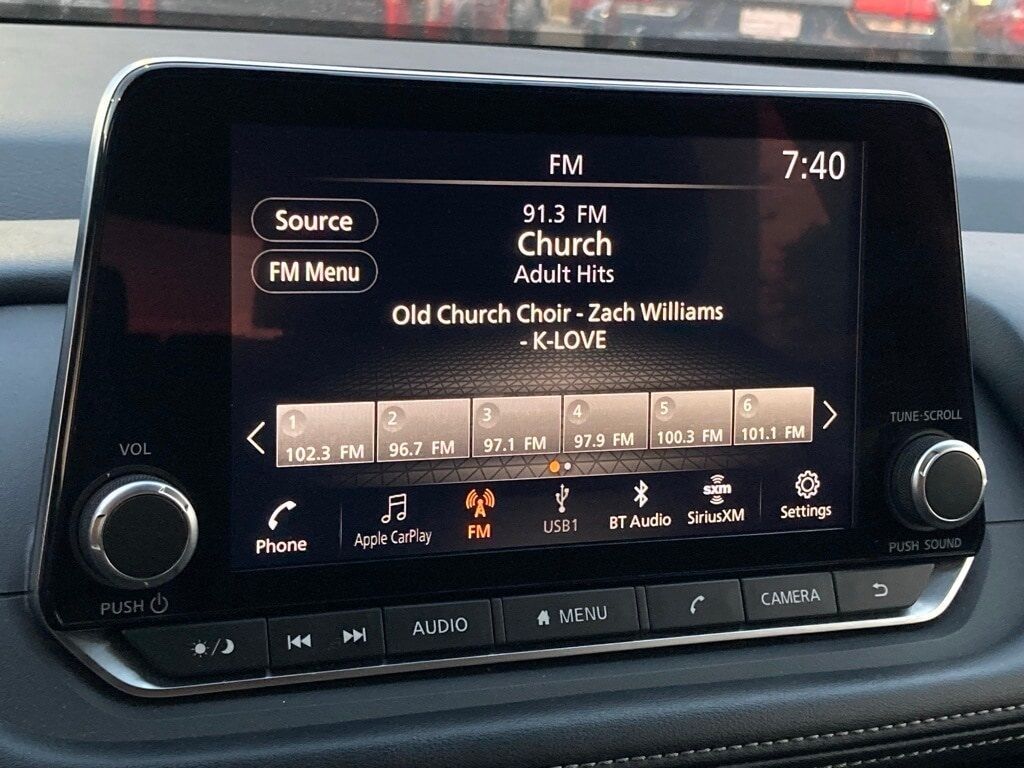 FM
7:40
Source
FM Menu
91.3 FM
Church
Adult Hits
Old Church Choir - Zach Williams
- K-LOVE
1
102.3 FM
2
96.7 FM
3
97.1 FM
4
97.9 FM
5
100.3 FM
6
101.1 FM
Phone
Apple CarPlay
FM
USB1
BT Audio
sxm
SiriusXM
Settings
VOL
PUSH
TUNE·SCROLL
PUSH SOUND
AUDIO
MENU
CAMERA